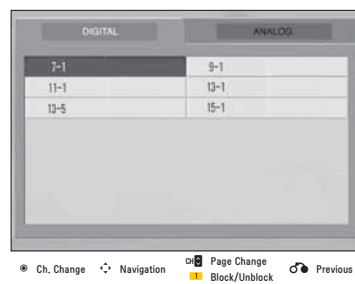 DIGITAL
ANALOG
7-1
9-1
11-1
13-1
13-5
15-1
Ch. Change
Navigation
CH
Page Change
1
Block/Unblock
Previous